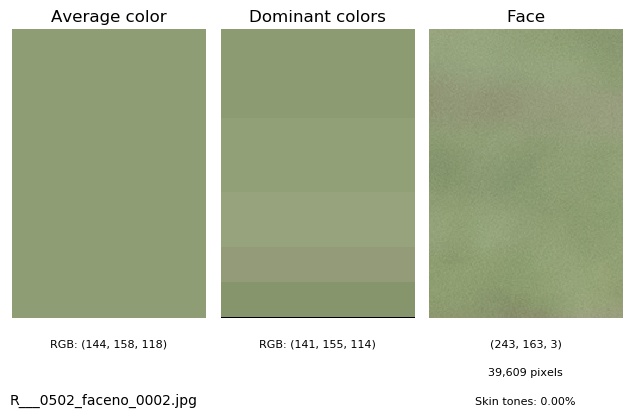 Average color
Dominant colors
Face
RGB: (144, 158, 118)
RGB: (141, 155, 114)
(243, 163, 3)
39,609 pixels
R___0502_faceno_0002.jpg
Skin tones: 0.00%